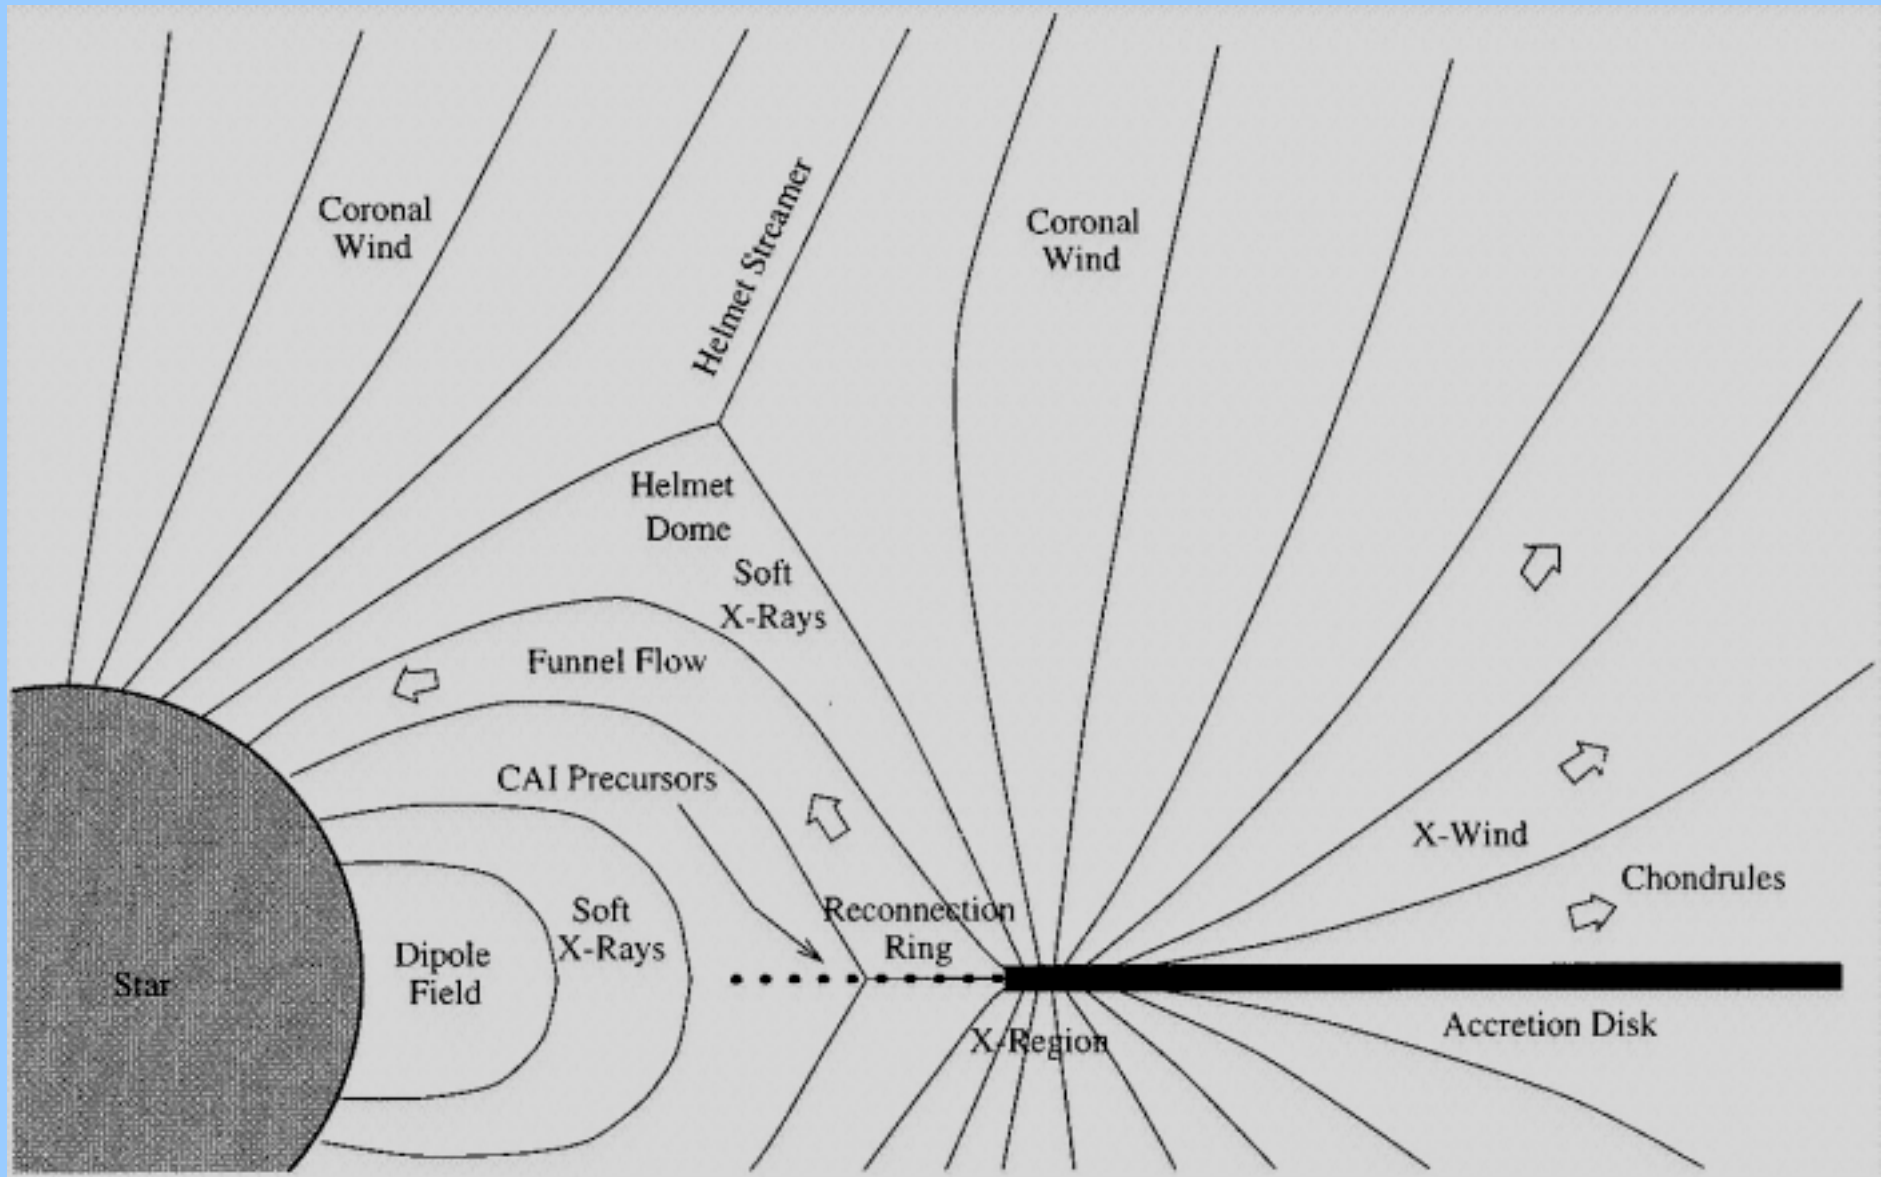 Coronal
Wind
Helmet Streamer
Coronal
Wind
Helmet
Dome
Soft
X-Rays
Funnel Flow
CAI Precursors
X-Wind
Chondrules
Reconnection
Ring
Soft
X-Rays
Dipole
Field
Star
X-Region
Accretion Disk